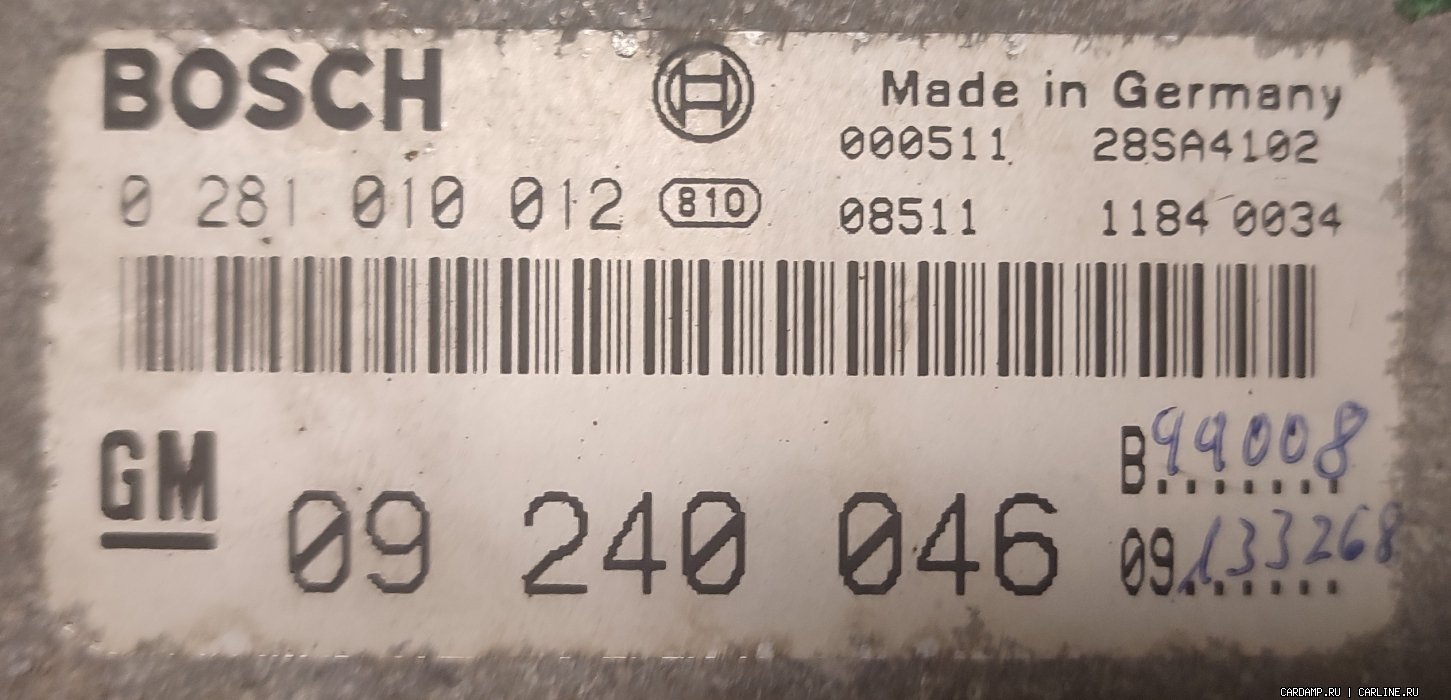 BOSCH
Made in Germany
000511 28SA4102
0 281 010 012 810
08511 1184 0034
GM
09 240 046
B 99008
09 133268
CARDAMP.RU | CARLINE.RU